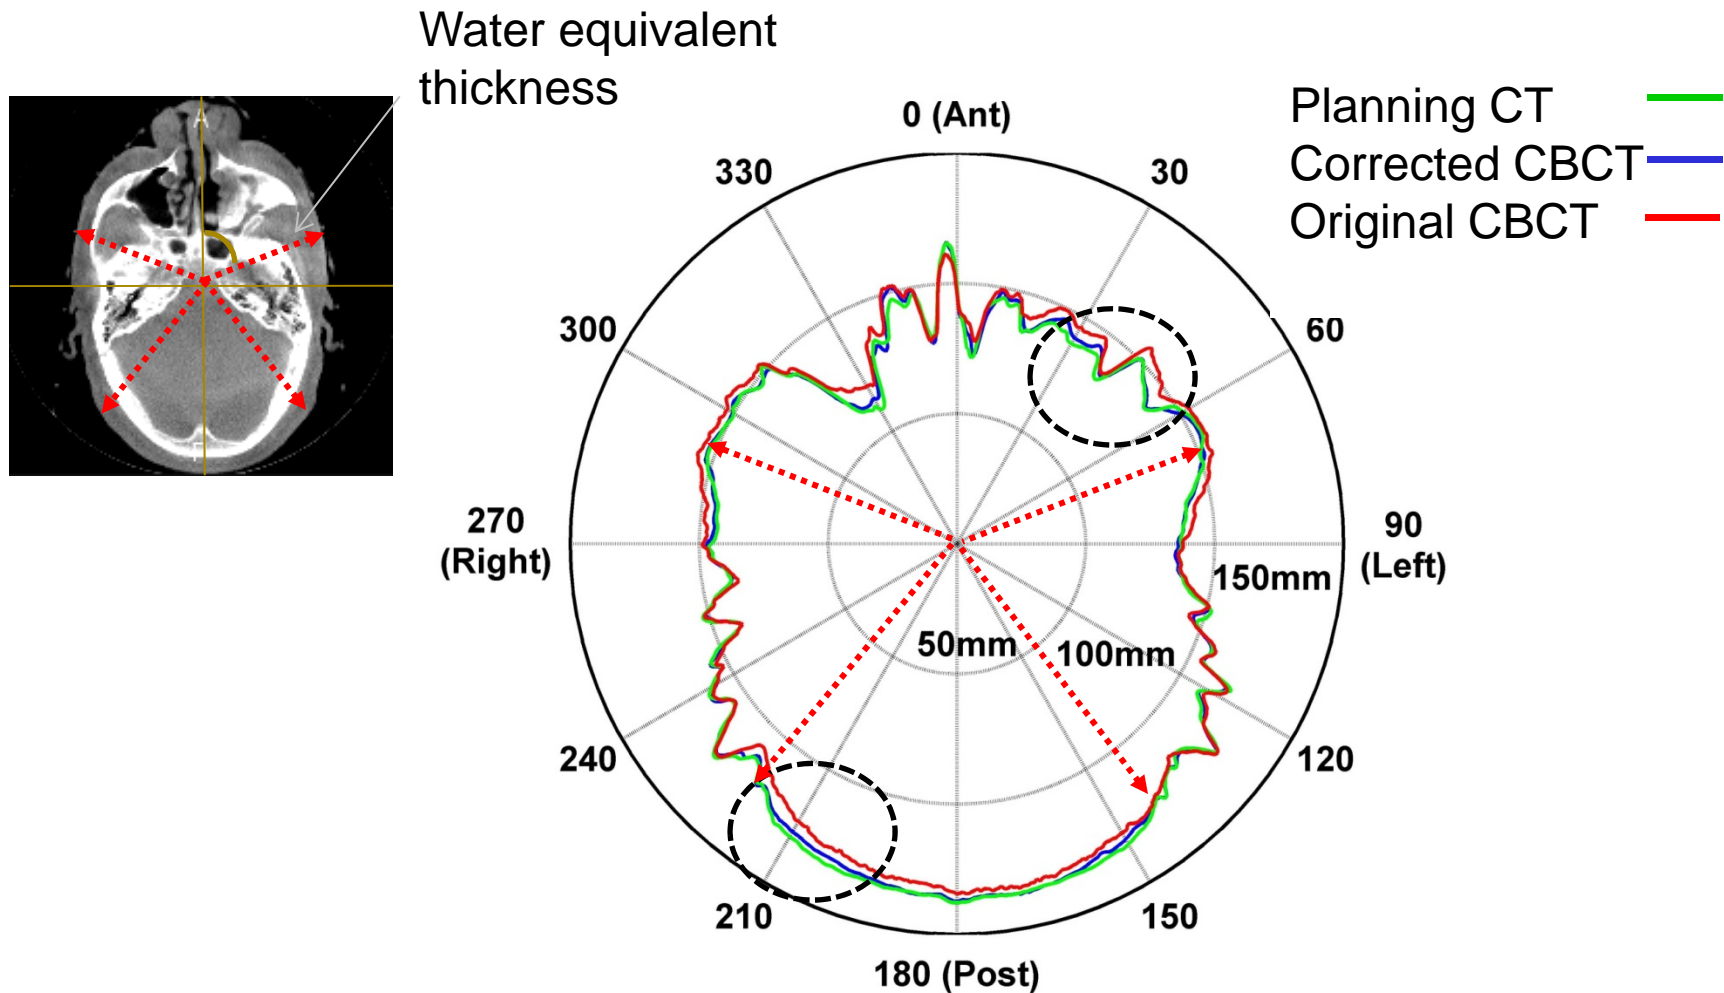 Water equivalent
thickness
A
Planning CT
Corrected CBCT
Original CBCT
0 (Ant)
330
30
300
60
270
(Right)
90
(Left)
150mm
50mm
100mm
240
120
210
150
180 (Post)